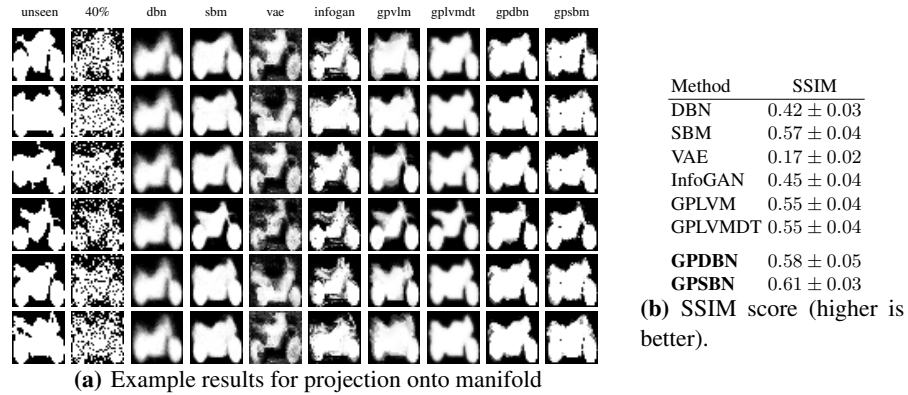 unseen 40% dbn sbm vae infogan gpvlm gplvmdt gpdbn gpsbm
(a) Example results for projection onto manifold
Method SSIM
DBN 0.42 ± 0.03
SBM 0.57 ± 0.04
VAE 0.17 ± 0.02
InfoGAN 0.45 ± 0.04
GPLVM 0.55 ± 0.04
GPLVMDT 0.55 ± 0.04
GPDBN 0.58 ± 0.05
GPSBN 0.61 ± 0.03
(b) SSIM score (higher is
better).